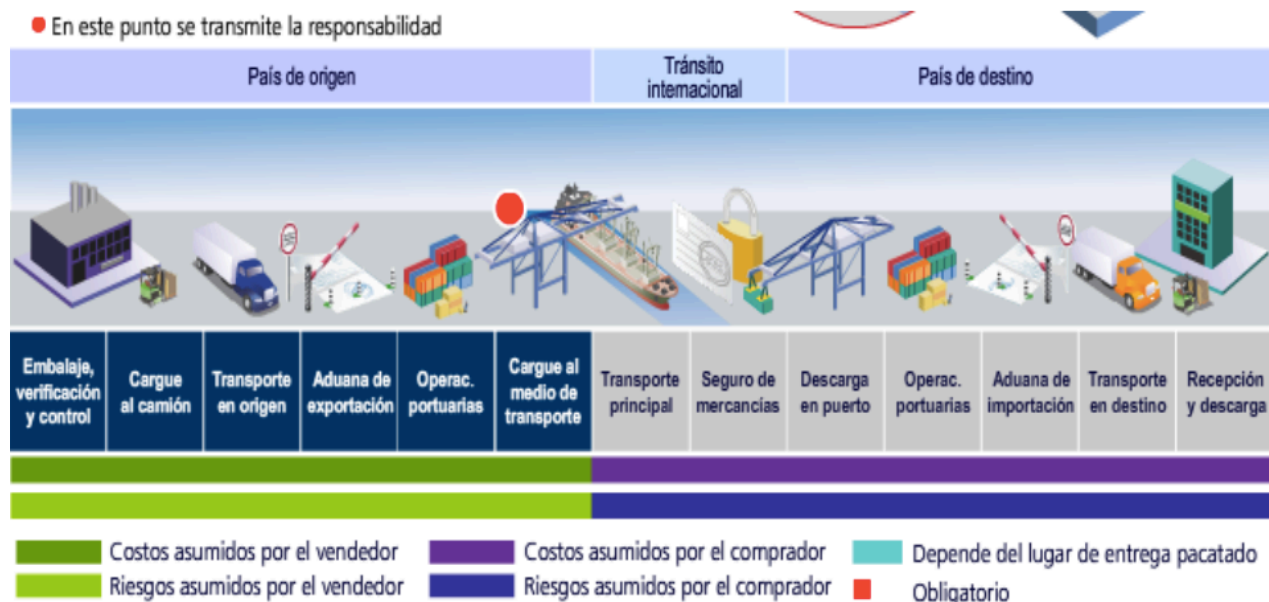 En este punto se transmite la responsabilidad
País de origen
Tránsito
internacional
País de destino
Embalaje,
verificación
y control
Cargue
al camión
Transporte
en origen
Aduana de
exportación
Operac.
portuarias
Cargue al
medio de
transporte
Transporte
principal
Seguro de
mercancías
Descarga
en puerto
Operac.
portuarias
Aduana de
importación
Transporte
en destino
Recepción
y descarga
Costos asumidos por el vendedor
Costos asumidos por el comprador
Depende del lugar de entrega pacatado
Riesgos asumidos por el vendedor
Riesgos asumidos por el comprador
Obligatorio